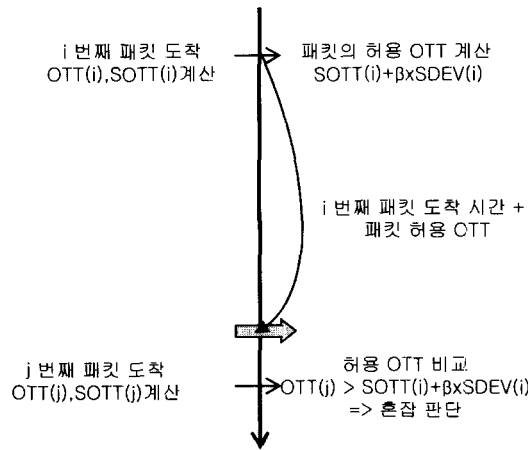 i 번째 패킷 도착
OTT(i),SOTT(i)계산
패킷의 허용 OTT 계산
SOTT(i)+βxSDEV(i)
i 번째 패킷 도착 시간 +
패킷 허용 OTT
j 번째 패킷 도착
OTT(j),SOTT(j)계산
허용 OTT 비교
OTT(j) > SOTT(i)+βxSDEV(i)
=> 혼잡 판단